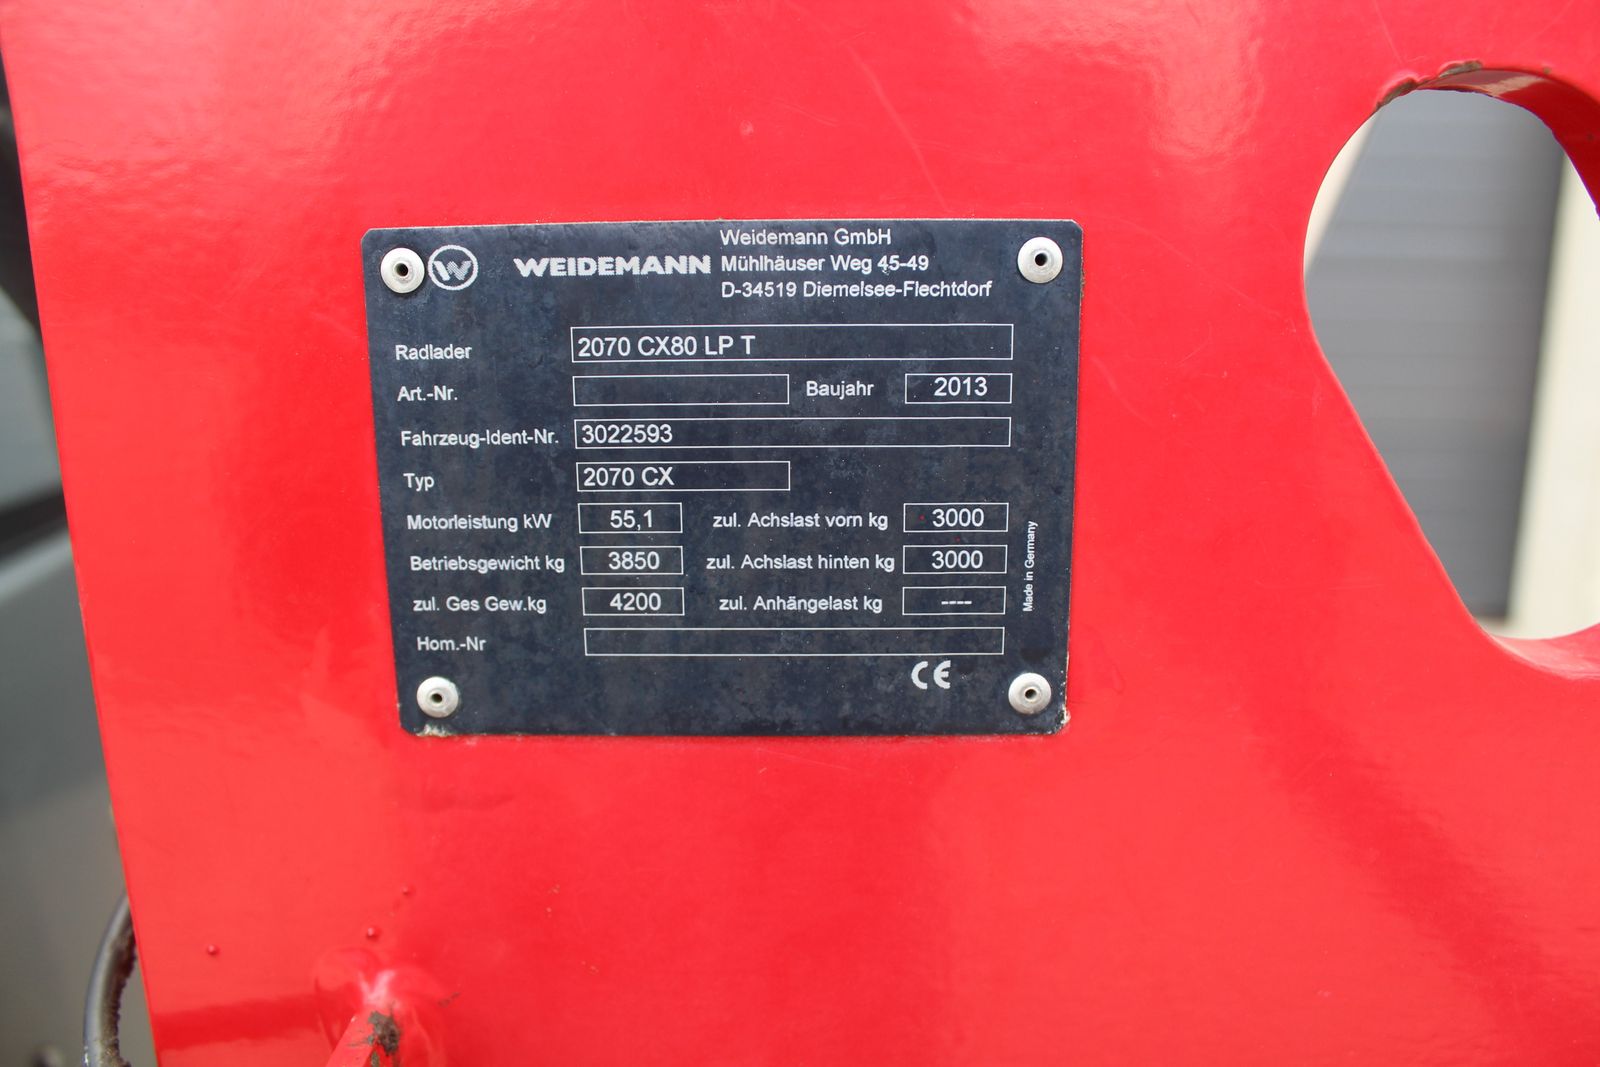 W WEIDEMANN
Weidemann GmbH
Mühlhäuser Weg 45-49
D-34519 Diemelsee-Flechtdorf
Radlader 2070 CX80 LP T
Art.-Nr. Baujahr 2013
Fahrzeug-Ident-Nr. 3022593
Typ 2070 CX
Motorleistung kW 55,1 zul. Achslast vorn kg 3000
Betriebsgewicht kg 3850 zul. Achslast hinten kg 3000
zul. Ges Gew.kg 4200 zul. Anhängelast kg ----
Hom.-Nr
Made in Germany
CE